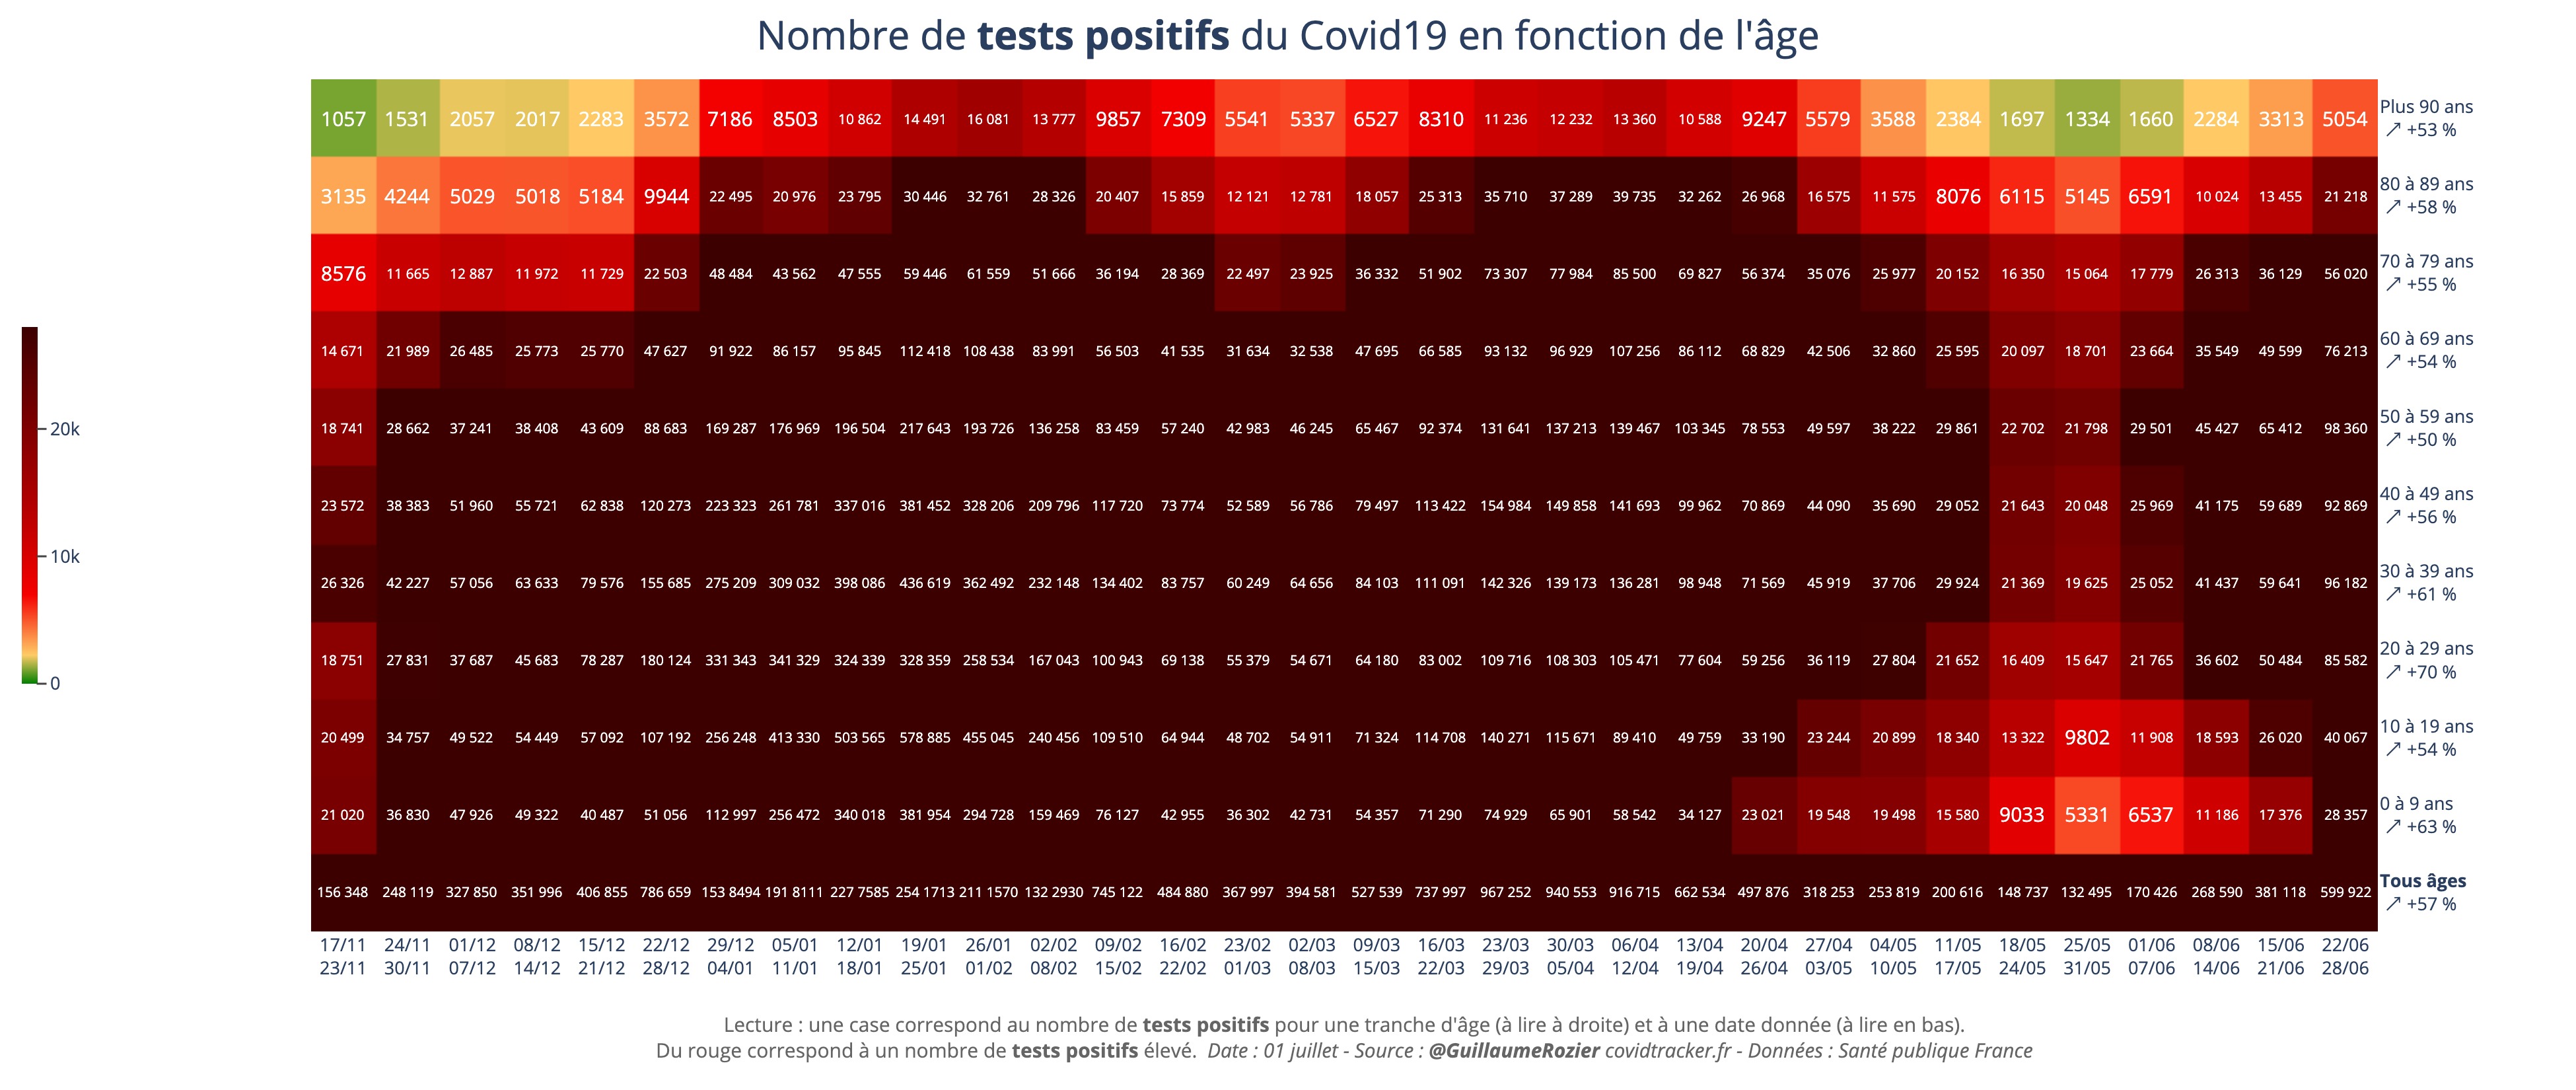 Nombre de tests positifs du Covid19 en fonction de l'âge
1057 1531 2057 2017 2283 3572 7186 8503 10 862 14 491 16 081 13 777 9857 7309 5541 5337 6527 8310 11 236 12 232 13 360 10 588 9247 5579 3588 2384 1697 1334 1660 2284 3313 5054 Plus 90 ans
↗ +53 %
3135 4244 5029 5018 5184 9944 22 495 20 976 23 795 30 446 32 761 28 326 20 407 15 859 12 121 12 781 18 057 25 313 35 710 37 289 39 735 32 262 26 968 16 575 11 575 8076 6115 5145 6591 10 024 13 455 21 218 80 à 89 ans
↗ +58 %
8576 11 665 12 887 11 972 11 729 22 503 48 484 43 562 47 555 59 446 61 559 51 666 36 194 28 369 22 497 23 925 36 332 51 902 73 307 77 984 85 500 69 827 56 374 35 076 25 977 20 152 16 350 15 064 17 779 26 313 36 129 56 020 70 à 79 ans
↗ +55 %
14 671 21 989 26 485 25 773 25 770 47 627 91 922 86 157 95 845 112 418 108 438 83 991 56 503 41 535 31 634 32 538 47 695 66 585 93 132 96 929 107 256 86 112 68 829 42 506 32 860 25 595 20 097 18 701 23 664 35 549 49 599 76 213 60 à 69 ans
↗ +54 %
20k
18 741 28 662 37 241 38 408 43 609 88 683 169 287 176 969 196 504 217 643 193 726 136 258 83 459 57 240 42 983 46 245 65 467 92 374 131 641 137 213 139 467 103 345 78 553 49 597 38 222 29 861 22 702 21 798 29 501 45 427 65 412 98 360 50 à 59 ans
↗ +50 %
23 572 38 383 51 960 55 721 62 838 120 273 223 323 261 781 337 016 381 452 328 206 209 796 117 720 73 774 52 589 56 786 79 497 113 422 154 984 149 858 141 693 99 962 70 869 44 090 35 690 29 052 21 643 20 048 25 969 41 175 59 689 92 869 40 à 49 ans
↗ +56 %
10k
26 326 42 227 57 056 63 633 79 576 155 685 275 209 309 032 398 086 436 619 362 492 232 148 134 402 83 757 60 249 64 656 84 103 111 091 142 326 139 173 136 281 98 948 71 569 45 919 37 706 29 924 21 369 19 625 25 052 41 437 59 641 96 182 30 à 39 ans
↗ +61 %
18 751 27 831 37 687 45 683 78 287 180 124 331 343 341 329 324 339 328 359 258 534 167 043 100 943 69 138 55 379 54 671 64 180 83 002 109 716 108 303 105 471 77 604 59 256 36 119 27 804 21 652 16 409 15 647 21 765 36 602 50 484 85 582 20 à 29 ans
↗ +70 %
0
20 499 34 757 49 522 54 449 57 092 107 192 256 248 413 330 503 565 578 885 455 045 240 456 109 510 64 944 48 702 54 911 71 324 114 708 140 271 115 671 89 410 49 759 33 190 23 244 20 899 18 340 13 322 9802 11 908 18 593 26 020 40 067 10 à 19 ans
↗ +54 %
21 020 36 830 47 926 49 322 40 487 51 056 112 997 256 472 340 018 381 954 294 728 159 469 76 127 42 955 36 302 42 731 54 357 71 290 74 929 65 901 58 542 34 127 23 021 19 548 19 498 15 580 9033 5331 6537 11 186 17 376 28 357 0 à 9 ans
↗ +63 %
156 348 248 119 327 850 351 996 406 855 786 659 153 8494 191 8111 227 7585 254 1713 211 1570 132 2930 745 122 484 880 367 997 394 581 527 539 737 997 967 252 940 553 916 715 662 534 497 876 318 253 253 819 200 616 148 737 132 495 170 426 268 590 381 118 599 922 Tous âges
↗ +57 %
17/11 24/11 01/12 08/12 15/12 22/12 29/12 05/01 12/01 19/01 26/01 02/02 09/02 16/02 23/02 02/03 09/03 16/03 23/03 30/03 06/04 13/04 20/04 27/04 04/05 11/05 18/05 25/05 01/06 08/06 15/06 22/06
23/11 30/11 07/12 14/12 21/12 28/12 04/01 11/01 18/01 25/01 01/02 08/02 15/02 22/02 01/03 08/03 15/03 22/03 29/03 05/04 12/04 19/04 26/04 03/05 10/05 17/05 24/05 31/05 07/06 14/06 21/06 28/06
Lecture : une case correspond au nombre de tests positifs pour une tranche d'âge (à lire à droite) et à une date donnée (à lire en bas).
Du rouge correspond à un nombre de tests positifs élevé. Date : 01 juillet - Source : @GuillaumeRozier covidtracker.fr - Données : Santé publique France